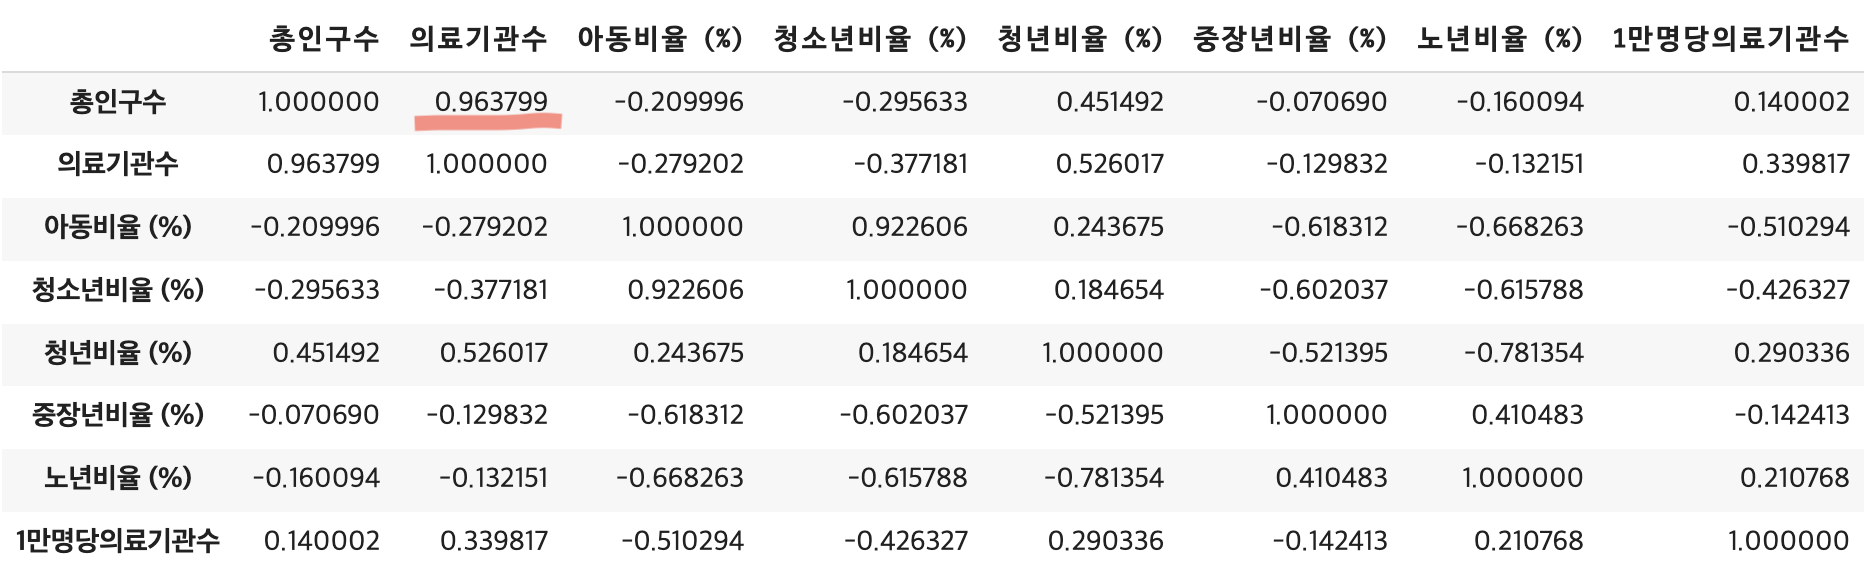 총인구수 의료기관수 아동비율 (%) 청소년비율 (%) 청년비율 (%) 중장년비율 (%) 노년비율 (%) 1만명당의료기관수
총인구수 1.000000 0.963799 -0.209996 -0.295633 0.451492 -0.070690 -0.160094 0.140002
의료기관수 0.963799 1.000000 -0.279202 -0.377181 0.526017 -0.129832 -0.132151 0.339817
아동비율 (%) -0.209996 -0.279202 1.000000 0.922606 0.243675 -0.618312 -0.668263 -0.510294
청소년비율 (%) -0.295633 -0.377181 0.922606 1.000000 0.184654 -0.602037 -0.615788 -0.426327
청년비율 (%) 0.451492 0.526017 0.243675 0.184654 1.000000 -0.521395 -0.781354 0.290336
중장년비율 (%) -0.070690 -0.129832 -0.618312 -0.602037 -0.521395 1.000000 0.410483 -0.142413
노년비율 (%) -0.160094 -0.132151 -0.668263 -0.615788 -0.781354 0.410483 1.000000 0.210768
1만명당의료기관수 0.140002 0.339817 -0.510294 -0.426327 0.290336 -0.142413 0.210768 1.000000